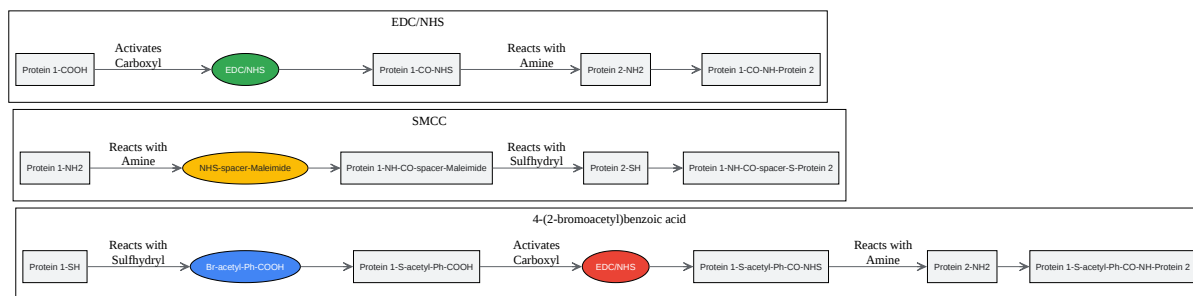 EDC/NHS
Activates
Carboxyl
Reacts with
Amine
Protein 1-COOH
EDC/NHS
Protein 1-CO-NHS
Protein 2-NH2
Protein 1-CO-NH-Protein 2
SMCC
Reacts with
Amine
Reacts with
Sulfhydryl
Protein 1-NH2
NHS-spacer-Maleimide
Protein 1-NH-CO-spacer-Maleimide
Protein 2-SH
Protein 1-NH-CO-spacer-S-Protein 2
4-(2-bromoacetyl)benzoic acid
Reacts with
Sulfhydryl
Activates
Carboxyl
Reacts with
Amine
Protein 1-SH
Br-acetyl-Ph-COOH
Protein 1-S-acetyl-Ph-COOH
EDC/NHS
Protein 1-S-acetyl-Ph-CO-NHS
Protein 2-NH2
Protein 1-S-acetyl-Ph-CO-NH-Protein 2